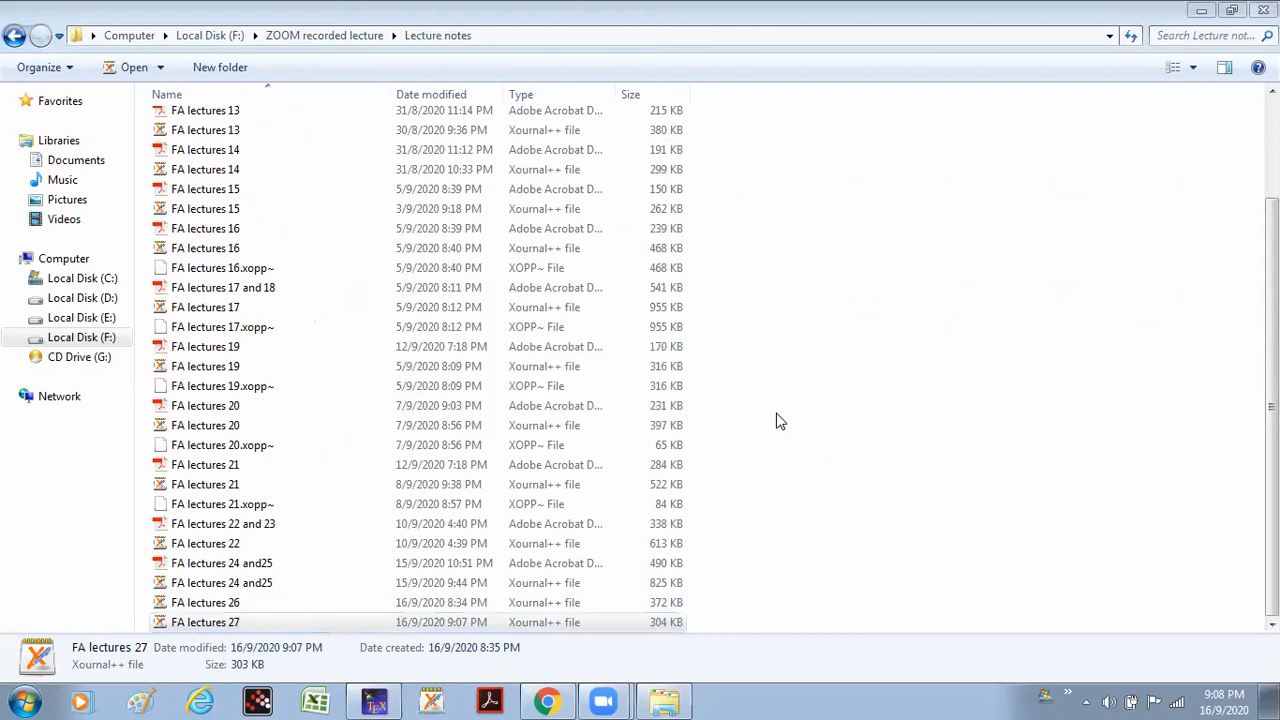 Computer Local Disk (F:) ZOOM recorded lecture Lecture notes Search Lecture not...
Organize Open New folder
Name Date modified Type Size
Favorites
Libraries
Documents
Music
Pictures
Videos
Computer
Local Disk (C:)
Local Disk (D:)
Local Disk (E:)
Local Disk (F:)
CD Drive (G:)
Network
FA lectures 13 31/8/2020 11:14 PM Adobe Acrobat D... 215 KB
FA lectures 13 30/8/2020 9:36 PM Xournal++ file 380 KB
FA lectures 14 31/8/2020 11:12 PM Adobe Acrobat D... 191 KB
FA lectures 14 31/8/2020 10:33 PM Xournal++ file 299 KB
FA lectures 15 5/9/2020 8:39 PM Adobe Acrobat D... 150 KB
FA lectures 15 3/9/2020 9:18 PM Xournal++ file 262 KB
FA lectures 16 5/9/2020 8:39 PM Adobe Acrobat D... 239 KB
FA lectures 16 5/9/2020 8:40 PM Xournal++ file 468 KB
FA lectures 16.xopp~ 5/9/2020 8:40 PM XOPP~ File 468 KB
FA lectures 17 and 18 5/9/2020 8:11 PM Adobe Acrobat D... 541 KB
FA lectures 17 5/9/2020 8:12 PM Xournal++ file 955 KB
FA lectures 17.xopp~ 5/9/2020 8:12 PM XOPP~ File 955 KB
FA lectures 19 12/9/2020 7:18 PM Adobe Acrobat D... 170 KB
FA lectures 19 5/9/2020 8:09 PM Xournal++ file 316 KB
FA lectures 19.xopp~ 5/9/2020 8:09 PM XOPP~ File 316 KB
FA lectures 20 7/9/2020 9:03 PM Adobe Acrobat D... 231 KB
FA lectures 20 7/9/2020 8:56 PM Xournal++ file 397 KB
FA lectures 20.xopp~ 7/9/2020 8:56 PM XOPP~ File 65 KB
FA lectures 21 12/9/2020 7:18 PM Adobe Acrobat D... 284 KB
FA lectures 21 8/9/2020 9:38 PM Xournal++ file 522 KB
FA lectures 21.xopp~ 8/9/2020 8:57 PM XOPP~ File 84 KB
FA lectures 22 and 23 10/9/2020 4:40 PM Adobe Acrobat D... 338 KB
FA lectures 22 10/9/2020 4:39 PM Xournal++ file 613 KB
FA lectures 24 and25 15/9/2020 10:51 PM Adobe Acrobat D... 490 KB
FA lectures 24 and25 15/9/2020 9:44 PM Xournal++ file 825 KB
FA lectures 26 16/9/2020 8:34 PM Xournal++ file 372 KB
FA lectures 27 16/9/2020 9:07 PM Xournal++ file 304 KB
FA lectures 27 Date modified: 16/9/2020 9:07 PM Date created: 16/9/2020 8:35 PM
Xournal++ file Size: 303 KB
TEX
9:08 PM
16/9/2020